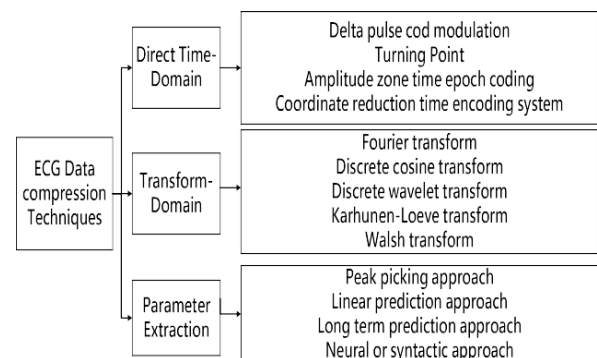 ECG Data
compression
Techniques
Direct Time-
Domain
Delta pulse cod modulation
Turning Point
Amplitude zone time epoch coding
Coordinate reduction time encoding system
Transform-
Domain
Fourier transform
Discrete cosine transform
Discrete wavelet transform
Karhunen-Loeve transform
Walsh transform
Parameter
Extraction
Peak picking approach
Linear prediction approach
Long term prediction approach
Neural or syntactic approach